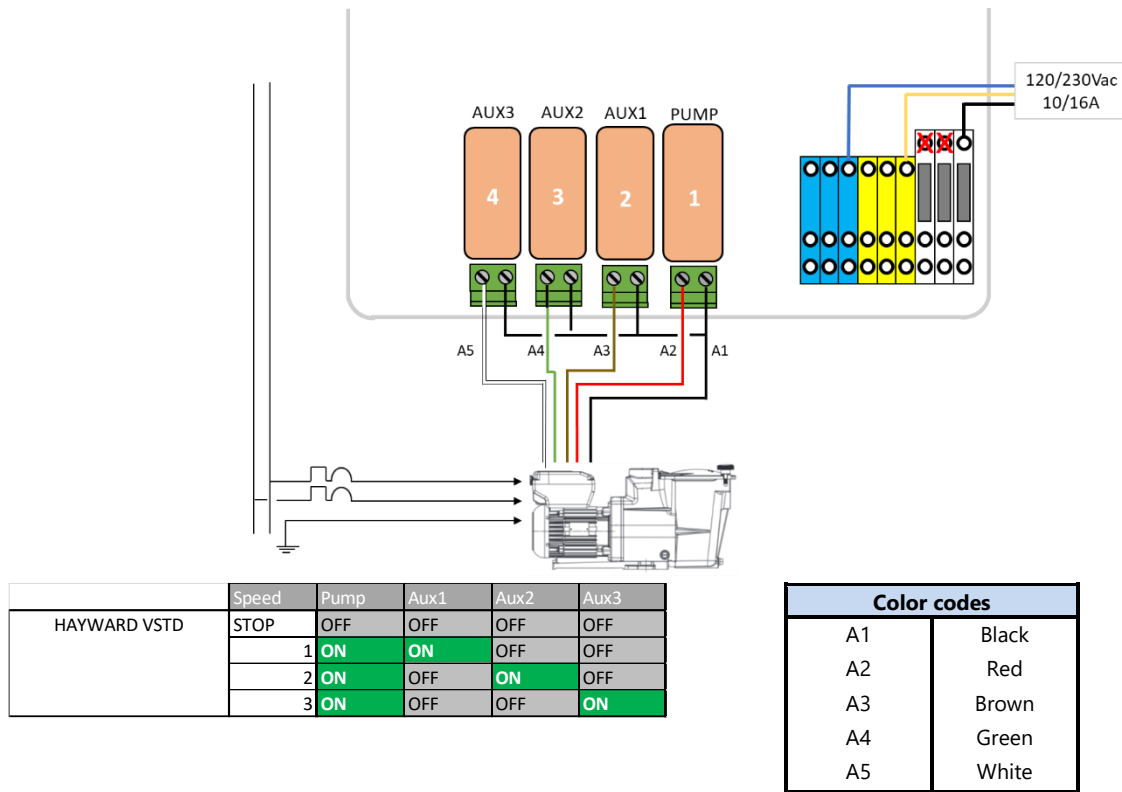 120/230Vac
10/16A
AUX3 AUX2 AUX1 PUMP
4 3 2 1
A5 A4 A3 A2 A1
Speed Pump Aux1 Aux2 Aux3
HAYWARD VSTD STOP OFF OFF OFF OFF
1 ON ON OFF OFF
2 ON OFF ON OFF
3 ON OFF OFF ON
Color codes
A1 Black
A2 Red
A3 Brown
A4 Green
A5 White